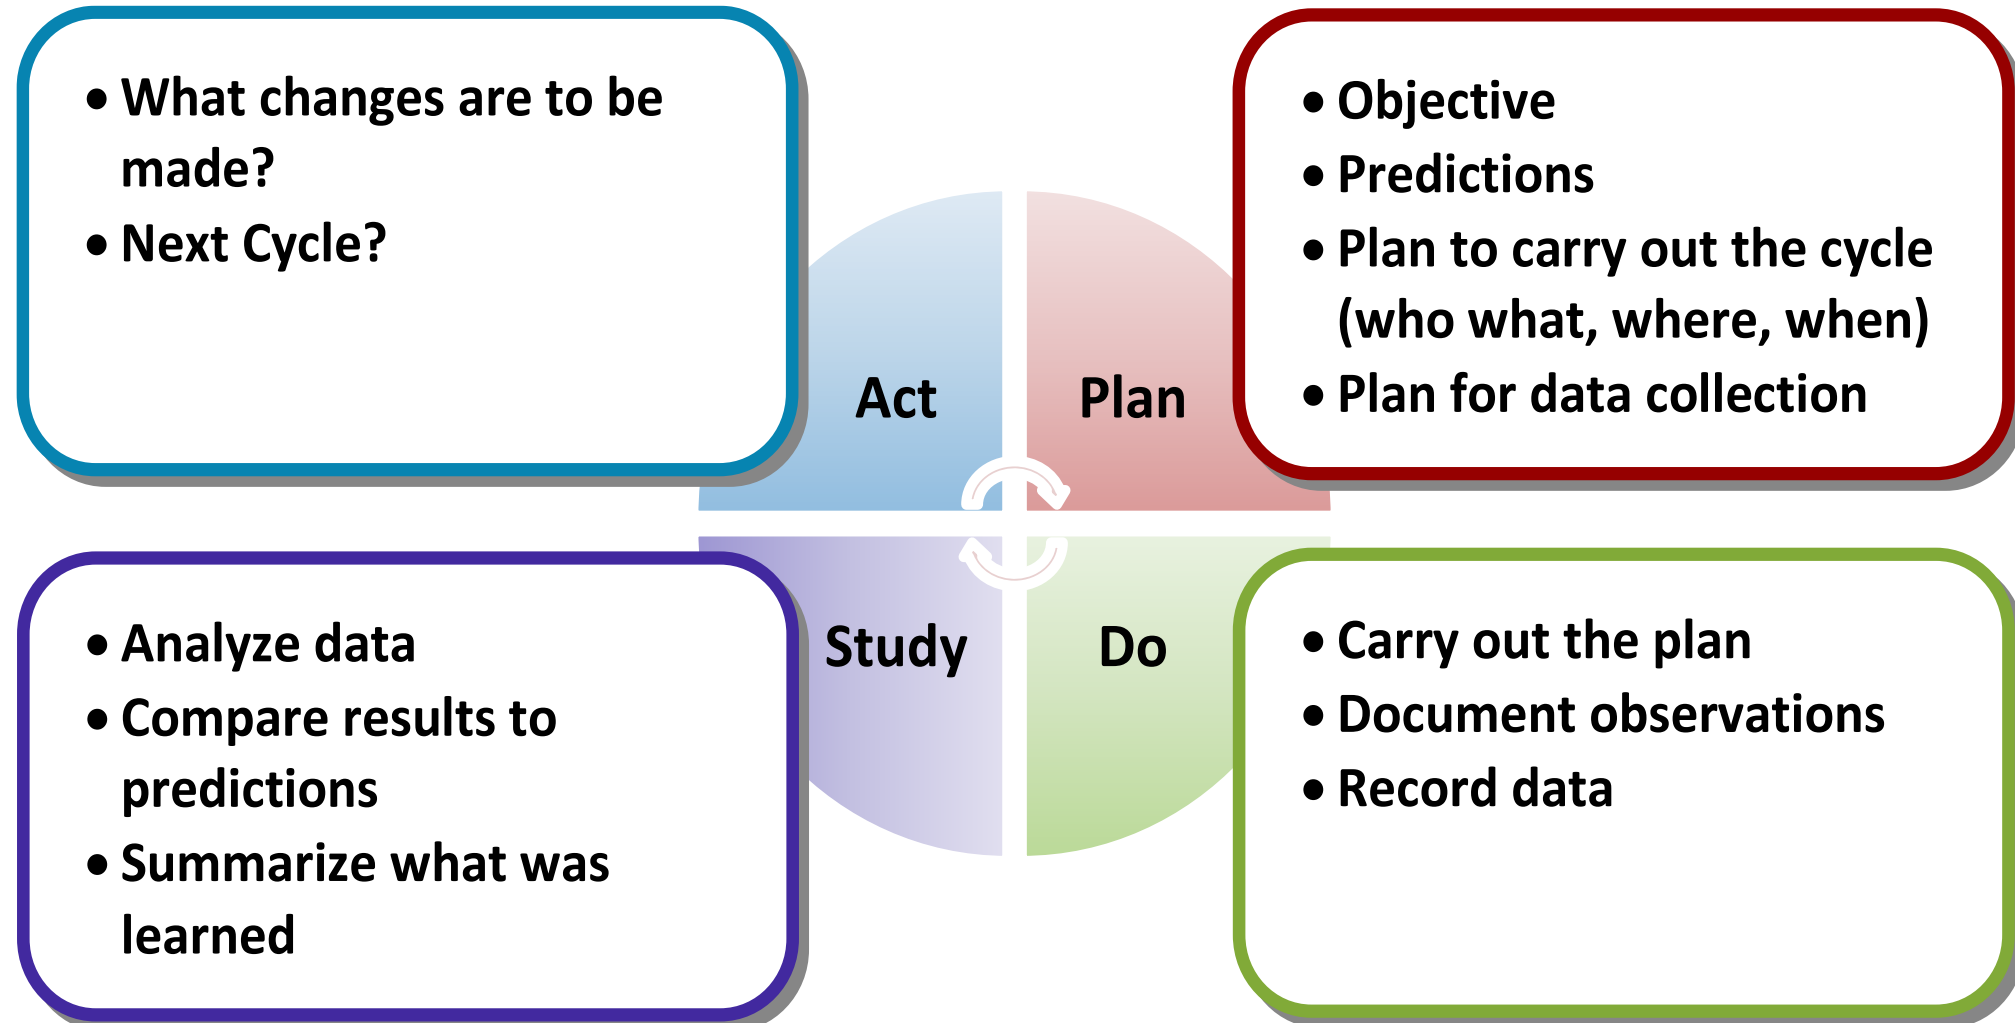 • What changes are to be
made?
• Next Cycle?
• Objective
• Predictions
• Plan to carry out the cycle
(who what, where, when)
• Plan for data collection
Act
Plan
Study
Do
• Analyze data
• Compare results to
predictions
• Summarize what was
learned
• Carry out the plan
• Document observations
• Record data